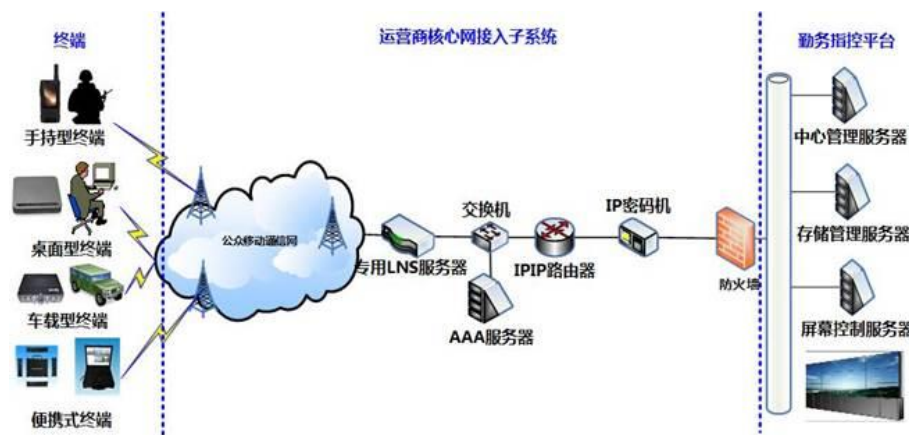 终端
运营商核心网接入子系统
勤务指控平台
手持型终端
桌面型终端
车载型终端
便携式终端
公众移动通信网
专用LNS服务器
交换机
AAA服务器
IPIP路由器
IP密码机
防火墙
中心管理服务器
存储管理服务器
屏幕控制服务器